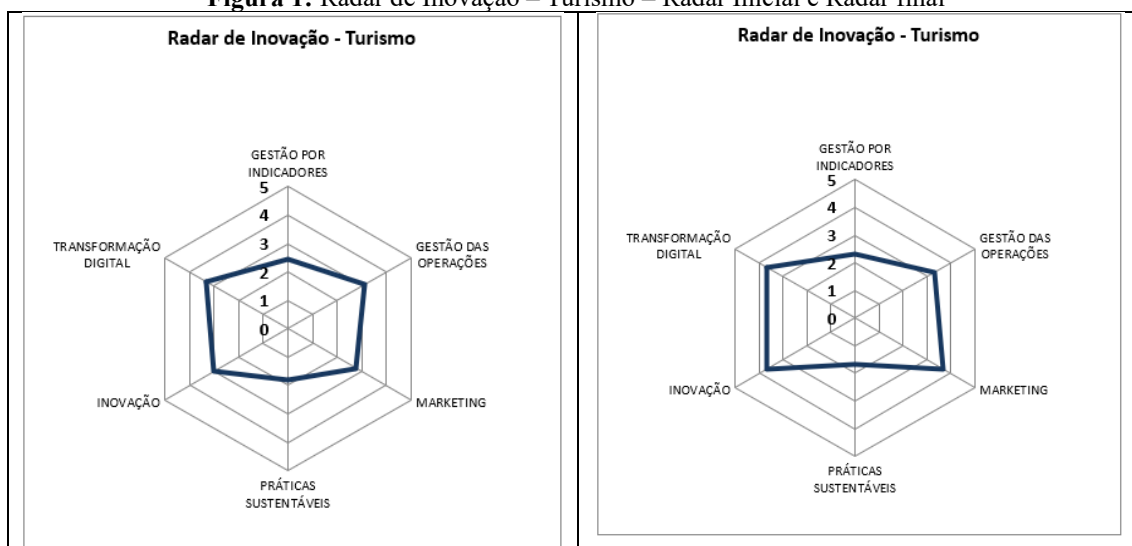 Figura 1: Radar de Inovação – Turismo – Radar Inicial e Radar final
Radar de Inovação - Turismo
GESTÃO POR
INDICADORES
5
4
3
2
1
0
TRANSFORMAÇÃO
DIGITAL
GESTÃO DAS
OPERAÇÕES
INOVAÇÃO
MARKETING
PRÁTICAS
SUSTENTÁVEIS
Radar de Inovação - Turismo
GESTÃO POR
INDICADORES
5
4
3
2
1
0
TRANSFORMAÇÃO
DIGITAL
GESTÃO DAS
OPERAÇÕES
INOVAÇÃO
MARKETING
PRÁTICAS
SUSTENTÁVEIS